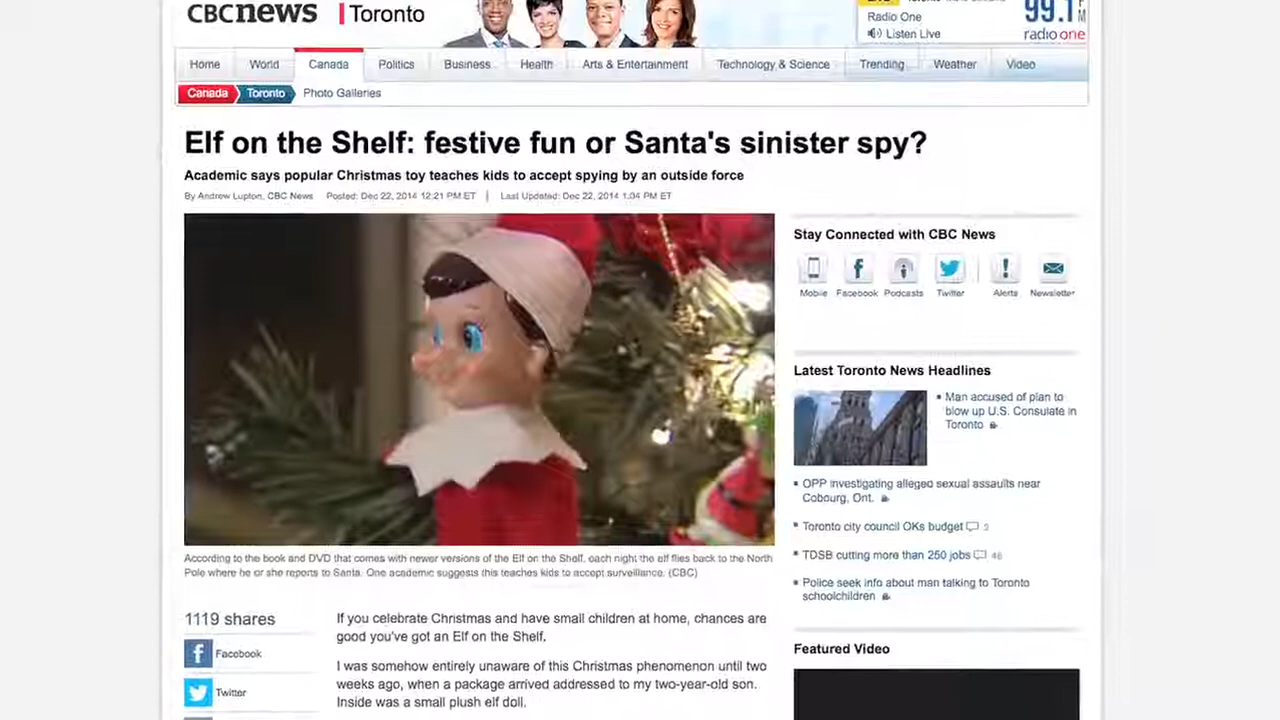 CBCnews | Toronto
Toronto
Radio One
Listen Live
99.1 FM
radio one
Home World Canada Politics Business Health Arts & Entertainment Technology & Science Trending Weather Video
Canada Toronto Photo Galleries
Elf on the Shelf: festive fun or Santa's sinister spy?
Academic says popular Christmas toy teaches kids to accept spying by an outside force
By Andrew Lupton, CBC News Posted: Dec 22, 2014 12:21 PM ET | Last Updated: Dec 22, 2014 1:04 PM ET
According to the book and DVD that comes with newer versions of the Elf on the Shelf, each night the elf flies back to the North
Pole where he or she reports to Santa. One academic suggests this teaches kids to accept surveillance. (CBC)
1119 shares
Facebook
Twitter
If you celebrate Christmas and have small children at home, chances are
good you've got an Elf on the Shelf.
I was somehow entirely unaware of this Christmas phenomenon until two
weeks ago, when a package arrived addressed to my two-year-old son.
Inside was a small plush elf doll.
Stay Connected with CBC News
Mobile Facebook Podcasts Twitter Alerts Newsletter
Latest Toronto News Headlines
Man accused of plan to
blow up U.S. Consulate in
Toronto
OPP investigating alleged sexual assaults near
Cobourg, Ont.
Toronto city council OKs budget 2
TDSB cutting more than 250 jobs 46
Police seek info about man talking to Toronto
schoolchildren
Featured Video